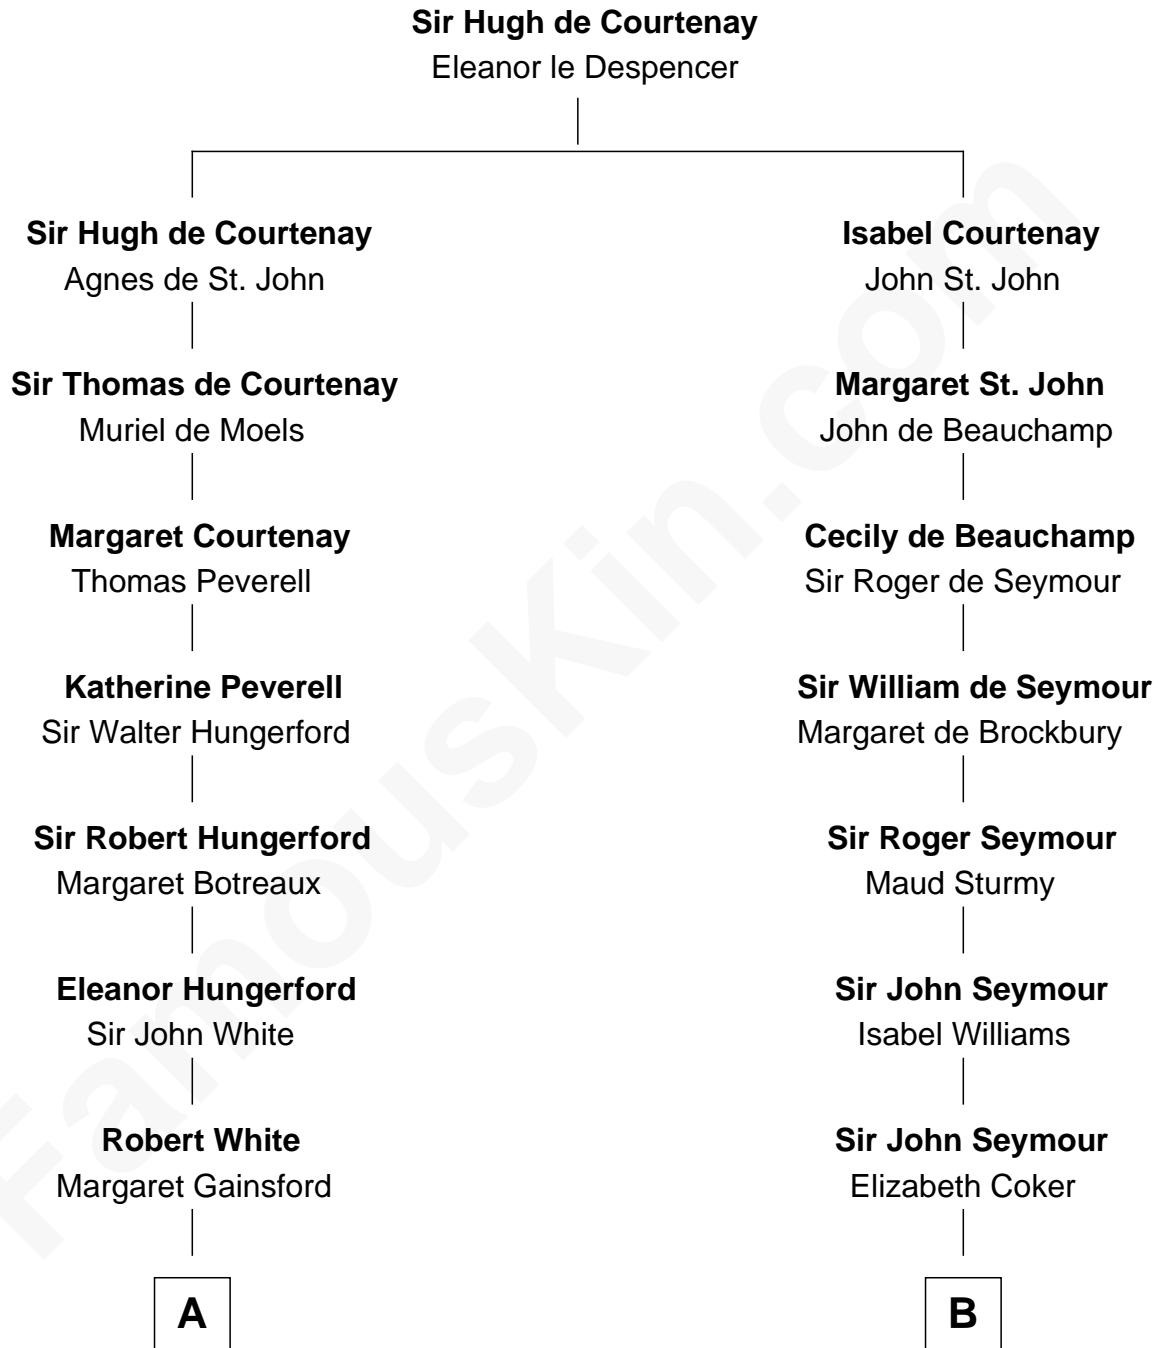 Sir Hugh de Courtenay
Eleanor le Despencer
Sir Hugh de Courtenay
Agnes de St. John
Isabel Courtenay
John St. John
Sir Thomas de Courtenay
Muriel de Moels
Margaret St. John
John de Beauchamp
Margaret Courtenay
Thomas Peverell
Cecily de Beauchamp
Sir Roger de Seymour
Katherine Peverell
Sir Walter Hungerford
Sir William de Seymour
Margaret de Brockbury
Sir Robert Hungerford
Margaret Botreaux
Sir Roger Seymour
Maud Sturmy
Eleanor Hungerford
Sir John White
Sir John Seymour
Isabel Williams
Robert White
Margaret Gainsford
Sir John Seymour
Elizabeth Coker
A
B
FamousKin.com